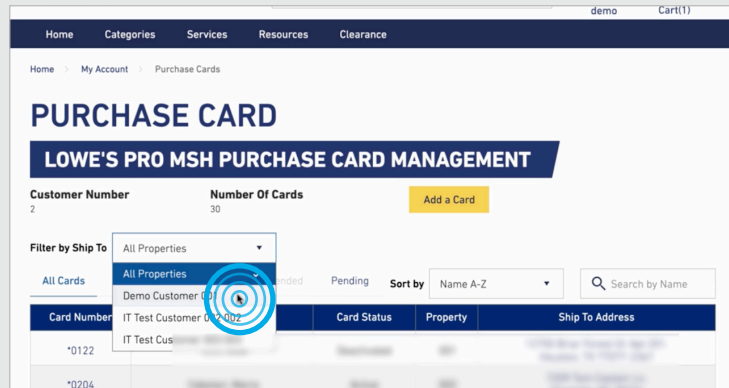 demo Cart(1)
Home Categories Services Resources Clearance
Home > My Account > Purchase Cards
PURCHASE CARD
LOWE'S PRO MSH PURCHASE CARD MANAGEMENT
Customer Number Number Of Cards
2 30
Add a Card
Filter by Ship To All Properties
All Properties
Demo Customer
IT Test Customer 002 002
IT Test
All Cards Pending Sort by Name A-Z Search by Name
Card Number Card Status Property Ship To Address
*0122
*0204